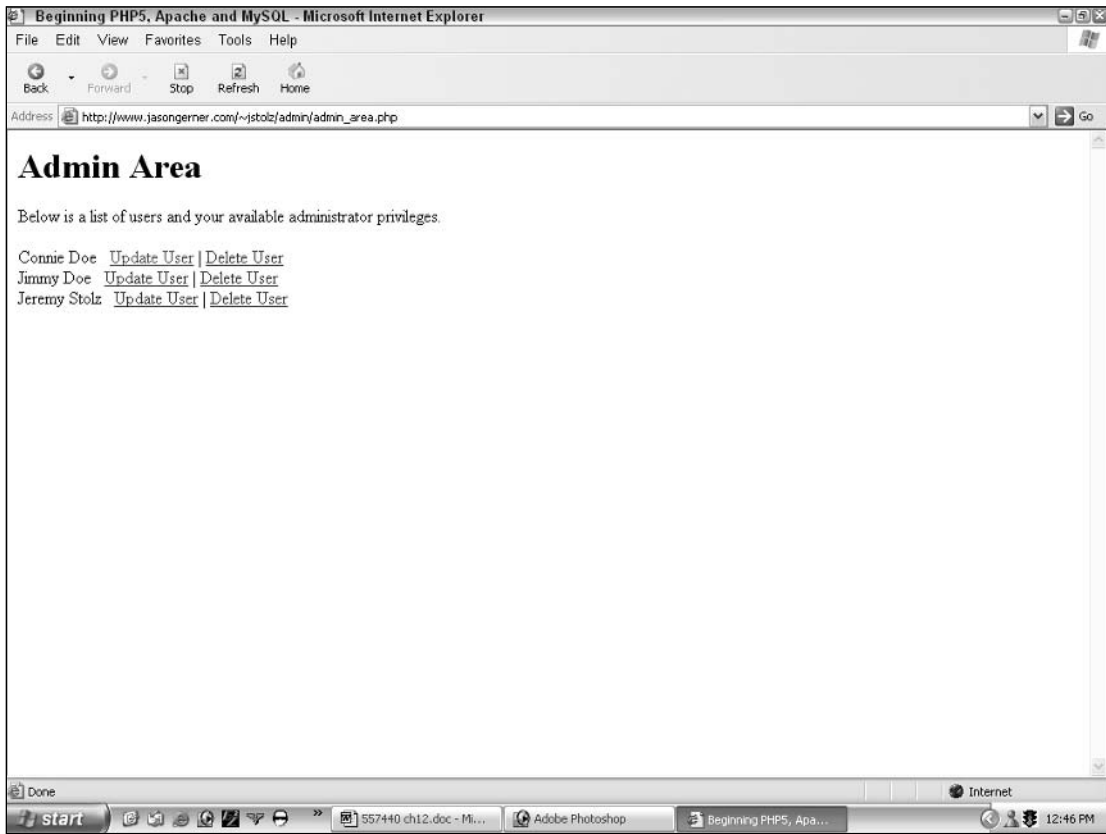 Beginning PHP5, Apache and MySQL - Microsoft Internet Explorer
File Edit View Favorites Tools Help
Back Forward Stop Refresh Home
Address http://www.jasongerner.com/~jstolz/admin/admin_area.php Go
Admin Area
Below is a list of users and your available administrator privileges.
Connie Doe Update User | Delete User
Jimmy Doe Update User | Delete User
Jeremy Stolz Update User | Delete User
Done Internet
start » 557440 ch12.doc - Mi... Adobe Photoshop Beginning PHP5, Apa... 12:46 PM